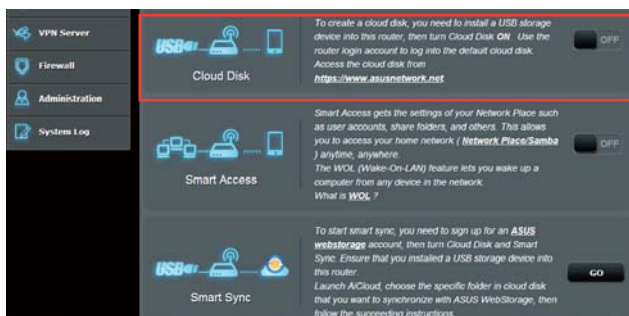 VPN Server
Firewall
Administration
System Log
USB
Cloud Disk
To create a cloud disk, you need to install a USB storage
device into this router, then turn Cloud Disk ON. Use the
router login account to log into the default cloud disk.
Access the cloud disk from
https://www.asusnetwork.net
OFF
Smart Access
Smart Access gets the settings of your Network Place such
as user accounts, share folders, and others. This allows
you to access your home network ( Network Place/Samba
) anytime, anywhere.
The WOL (Wake-On-LAN) feature lets you wake up a
computer from any device in the network.
What is WOL ?
OFF
USB
Smart Sync
To start smart sync, you need to sign up for an ASUS
webstorage account, then turn Cloud Disk and Smart
Sync. Ensure that you installed a USB storage device into
this router.
Launch AiCloud, choose the specific folder in cloud
that you want to synchronize with ASUS WebStorage, then
follow the succeeding instructions.
GO